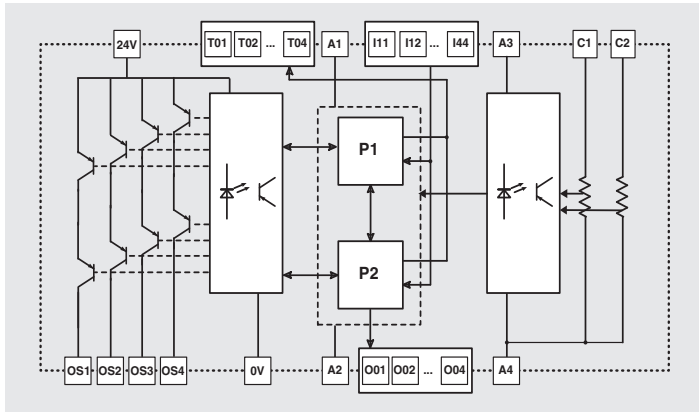 24V T01 T02 ... T04 A1 I11 I12 ... I44 A3 C1 C2
P1
P2
OS1 OS2 OS3 OS4 0V A2 O01 O02 ... O04 A4